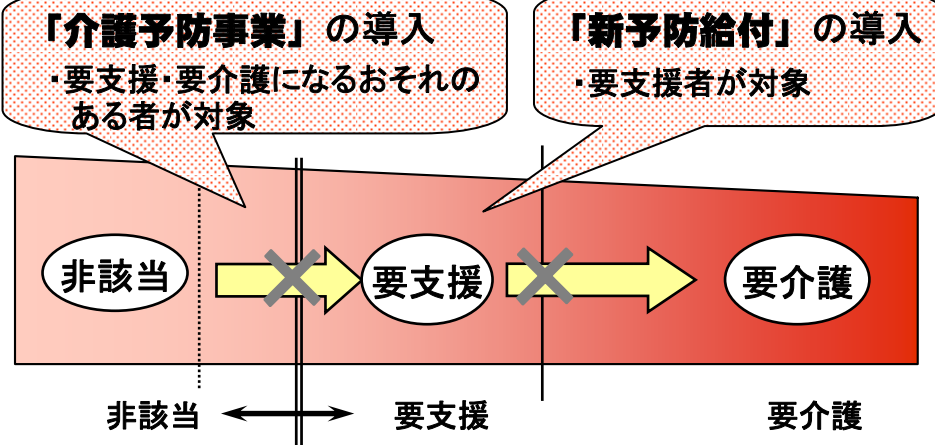 「介護予防事業」の導入
・要支援・要介護になるおそれの
ある者が対象
「新予防給付」の導入
・要支援者が対象
非該当
要支援
要介護
非該当
要支援
要介護